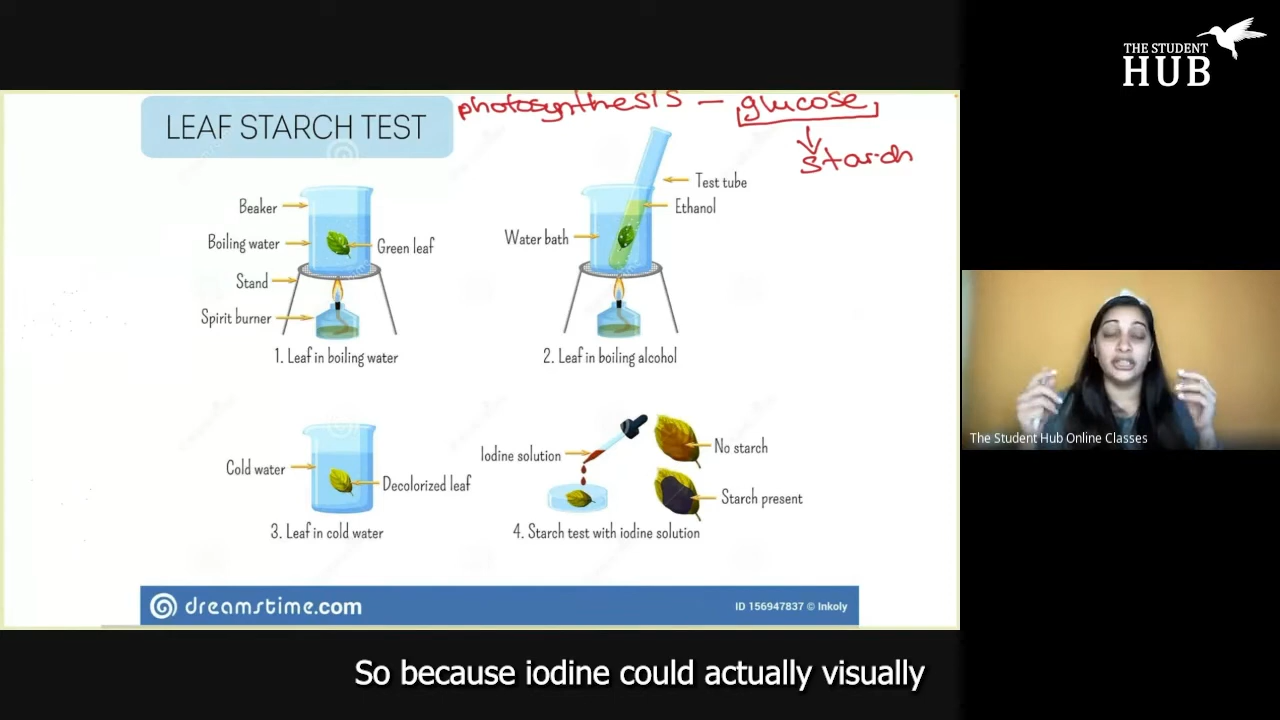 THE STUDENT
HUB
photosynthesis - glucose
starch
LEAF STARCH TEST
Beaker
Boiling water
Green leaf
Stand
Spirit burner
1. Leaf in boiling water
Test tube
Ethanol
Water bath
2. Leaf in boiling alcohol
Cold water
Decolorized leaf
3. Leaf in cold water
Iodine solution
No starch
Starch present
4. Starch test with iodine solution
The Student Hub Online Classes
dreamstime.com
ID 156947837 © Inkoly
So because iodine could actually visually